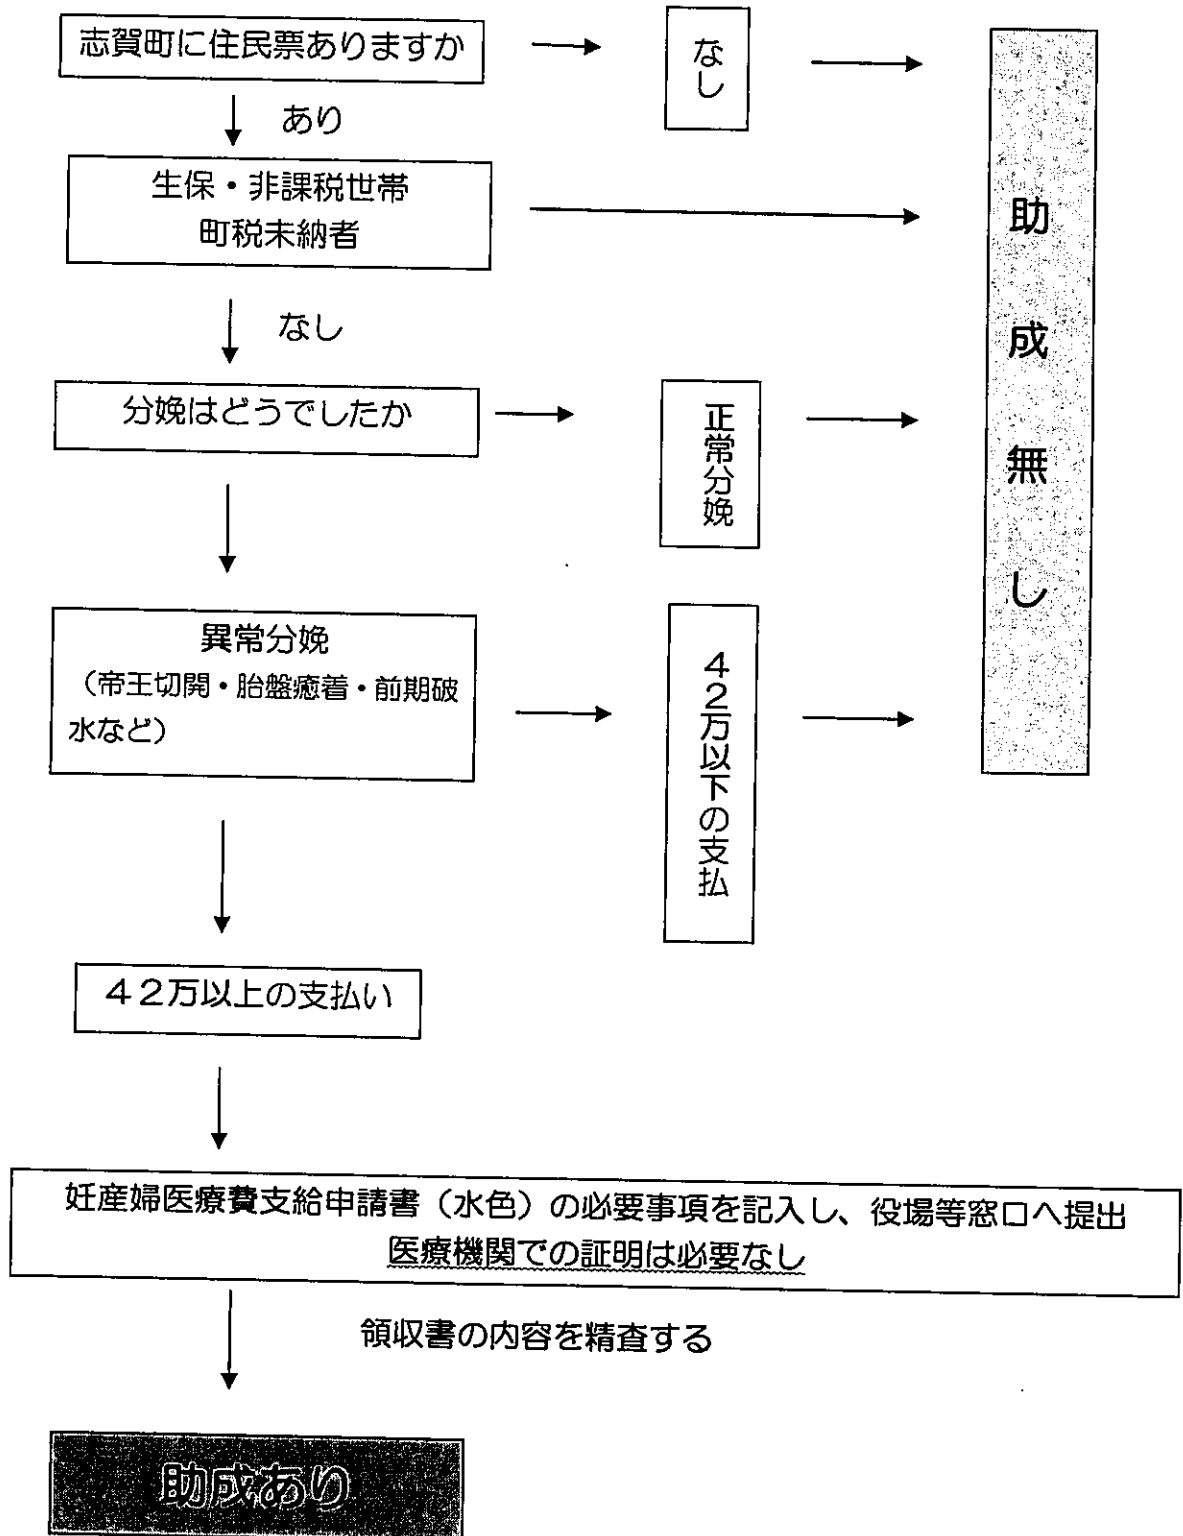 志賀町に住民票ありますか
なし
あり
生保・非課税世帯
町税未納者
なし
分娩はどうでしたか
正常分娩
異常分娩
（帝王切開・胎盤癒着・前期破
水など）
４２万以下の支払
助成無し
４２万以上の支払い
妊産婦医療費支給申請書（水色）の必要事項を記入し、役場等窓口へ提出
医療機関での証明は必要なし
領収書の内容を精査する
助成あり